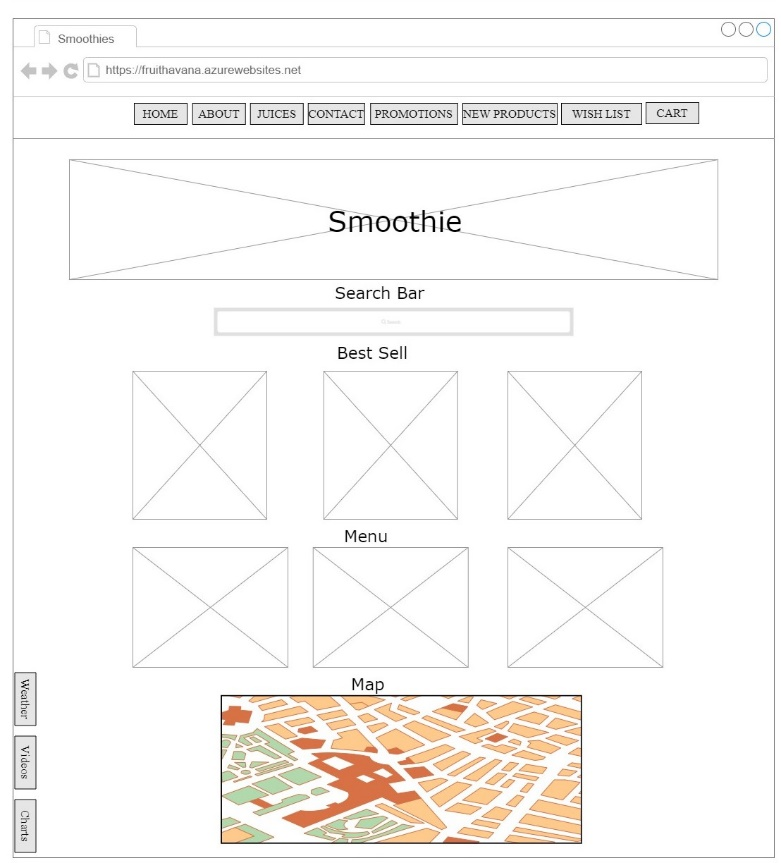 Smoothies
https://fruithavana.azurewebsites.net
HOME ABOUT JUICES CONTACT PROMOTIONS NEW PRODUCTS WISH LIST CART
Smoothie
Search Bar
Best Sell
Menu
Map
Weather
Videos
Charts